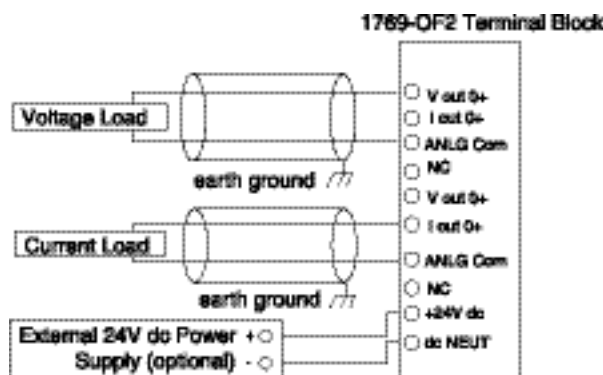 1769-OF2 Terminal Block
V out 0+
Voltage Load
I out 0+
ANLG Com
NC
earth ground
V out 0+
I out 0+
Current Load
ANLG Com
NC
earth ground
+24V dc
External 24V dc Power +
dc NEUT
Supply (optional) -